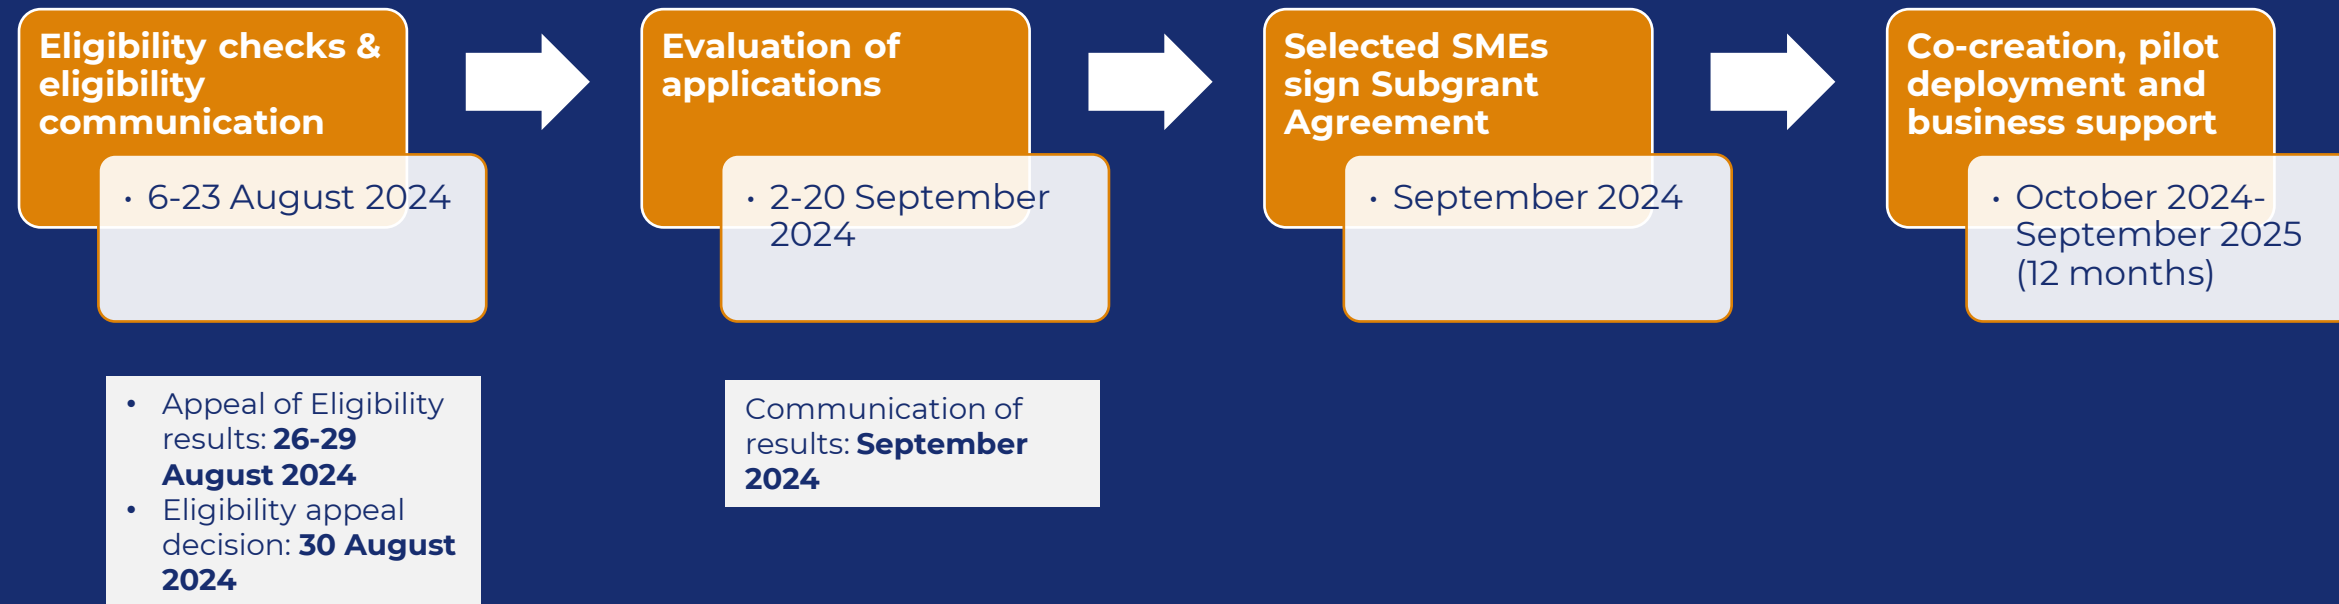 Eligibility checks &
eligibility
communication
• 6-23 August 2024
• Appeal of Eligibility
results: 26-29
August 2024
• Eligibility appeal
decision: 30 August
2024
Evaluation of
applications
• 2-20 September
2024
Communication of
results: September
2024
Selected SMEs
sign Subgrant
Agreement
• September 2024
Co-creation, pilot
deployment and
business support
• October 2024-
September 2025
(12 months)